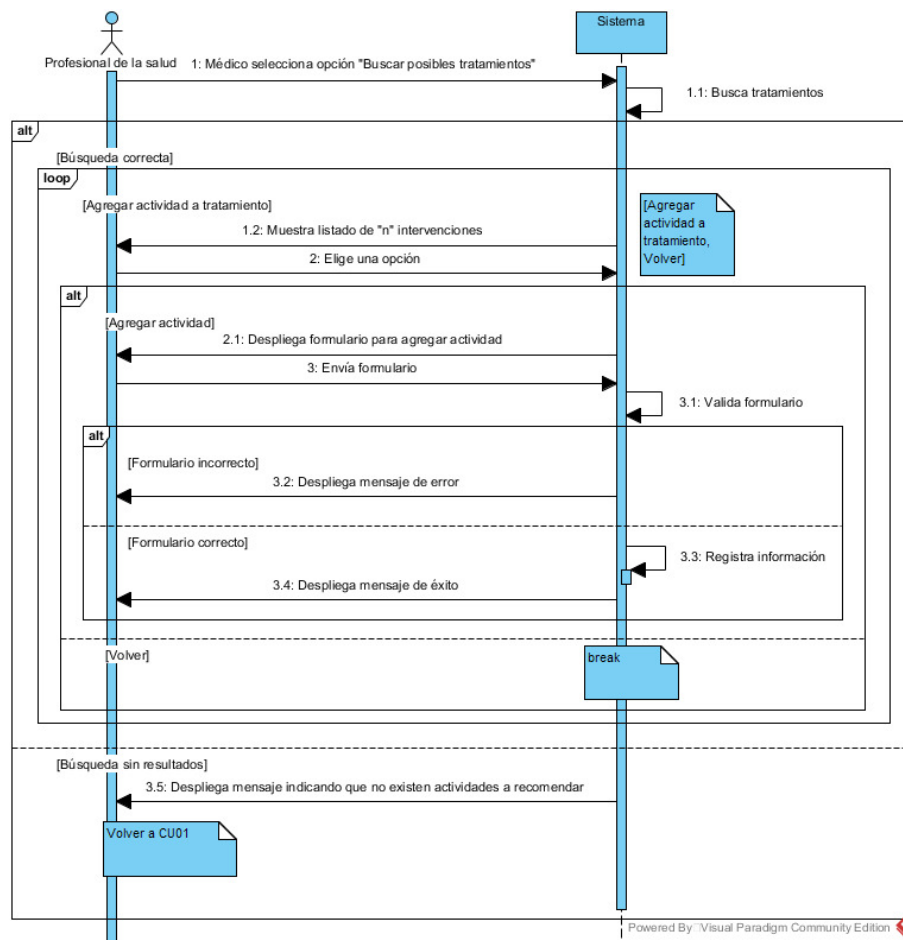 Sistema
Profesional de la salud
1: Médico selecciona opción "Buscar posibles tratamientos"
1.1: Busca tratamientos
alt
[Búsqueda correcta]
loop
[Agregar actividad a tratamiento]
[Agregar
actividad a
tratamiento,
Volver]
1.2: Muestra listado de "n" intervenciones
2: Elige una opción
alt
[Agregar actividad]
2.1: Despliega formulario para agregar actividad
3: Envía formulario
3.1: Valida formulario
alt
[Formulario incorrecto]
3.2: Despliega mensaje de error
[Formulario correcto]
3.3: Registra información
3.4: Despliega mensaje de éxito
[Volver]
break
[Búsqueda sin resultados]
3.5: Despliega mensaje indicando que no existen actividades a recomendar
Volver a CU01
Powered By Visual Paradigm Community Edition